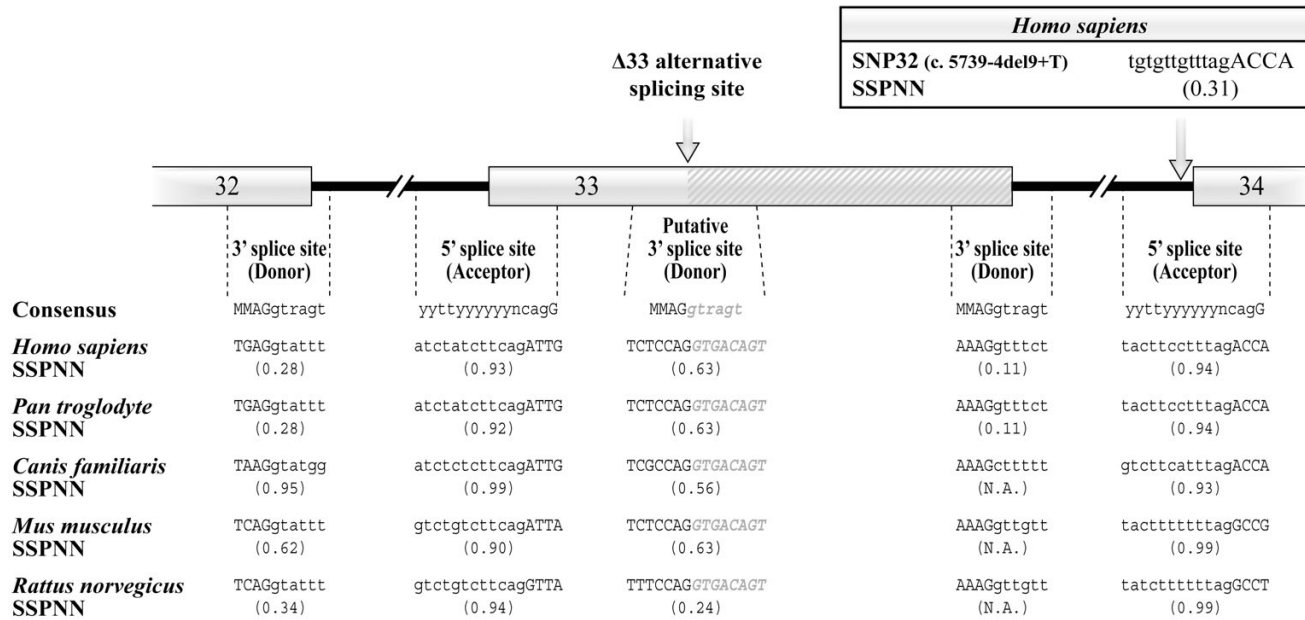 Homo sapiens
SNP32 (c. 5739-4del9+T) tgtgttgtttagACCA
SSPNN (0.31)
Δ33 alternative
splicing site
32 33 34
3' splice site (Donor) 5' splice site (Acceptor) Putative 3' splice site (Donor) 3' splice site (Donor) 5' splice site (Acceptor)
Consensus MMAGgtragt yyttyyyyyyncagG MMAGgtragt MMAGgtragt yyttyyyyyyncagG
Homo sapiens TGAGgtattt atctatcttcagATTG TCTCCAGGTGACAGT AAAGgtttct tacttcctttagACCA
SSPNN (0.28) (0.93) (0.63) (0.11) (0.94)
Pan troglodyte TGAGgtattt atctatcttcagATTG TCTCCAGGTGACAGT AAAGgtttct tacttcctttagACCA
SSPNN (0.28) (0.92) (0.63) (0.11) (0.94)
Canis familiaris TAAGgtatgg atctctcttcagATTG TCGCCAGGTGACAGT AAAGcttttt gtcttcatttagACCA
SSPNN (0.95) (0.99) (0.56) (N.A.) (0.93)
Mus musculus TCAGgtattt gtctgtcttcagATTA TCTCCAGGTGACAGT AAAGgttgtt tactttttttagGCCG
SSPNN (0.62) (0.90) (0.63) (N.A.) (0.99)
Rattus norvegicus TCAGgtattt gtctgtcttcagGTTA TTTCCAGGTGACAGT AAAGgttgtt tatcttttttagGCCT
SSPNN (0.34) (0.94) (0.24) (N.A.) (0.99)